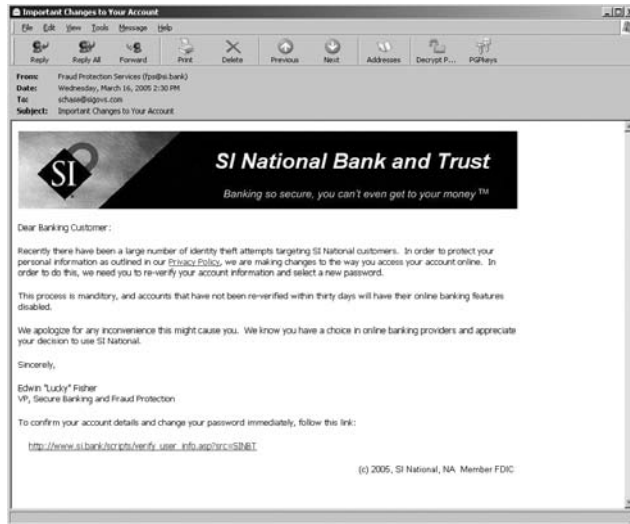 Important Changes to Your Account
File Edit View Tools Message Help
Reply Reply All Forward Print Delete Previous Next Addresses Decrypt P... PGPkeys
From: Fraud Protection Services (fps@si.bank)
Date: Wednesday, March 16, 2005 2:30 PM
To: schase@sigovs.com
Subject: Important Changes to Your Account
SI
SI National Bank and Trust
Banking so secure, you can't even get to your money TM
Dear Banking Customer:
Recently there have been a large number of identity theft attempts targeting SI National customers. In order to protect your
personal information as outlined in our Privacy Policy, we are making changes to the way you access your account online. In
order to do this, we need you to re-verify your account information and select a new password.
This process is manditory, and accounts that have not been re-verified within thirty days will have their online banking features
disabled.
We apologize for any inconvenience this might cause you. We know you have a choice in online banking providers and appreciate
your decision to use SI National.
Sincerely,
Edwin "Lucky" Fisher
VP, Secure Banking and Fraud Protection
To confirm your account details and change your password immediately, follow this link:
http://www.si.bank/scripts/verify_user_info.asp?src=SINBT
(c) 2005, SI National, NA Member FDIC